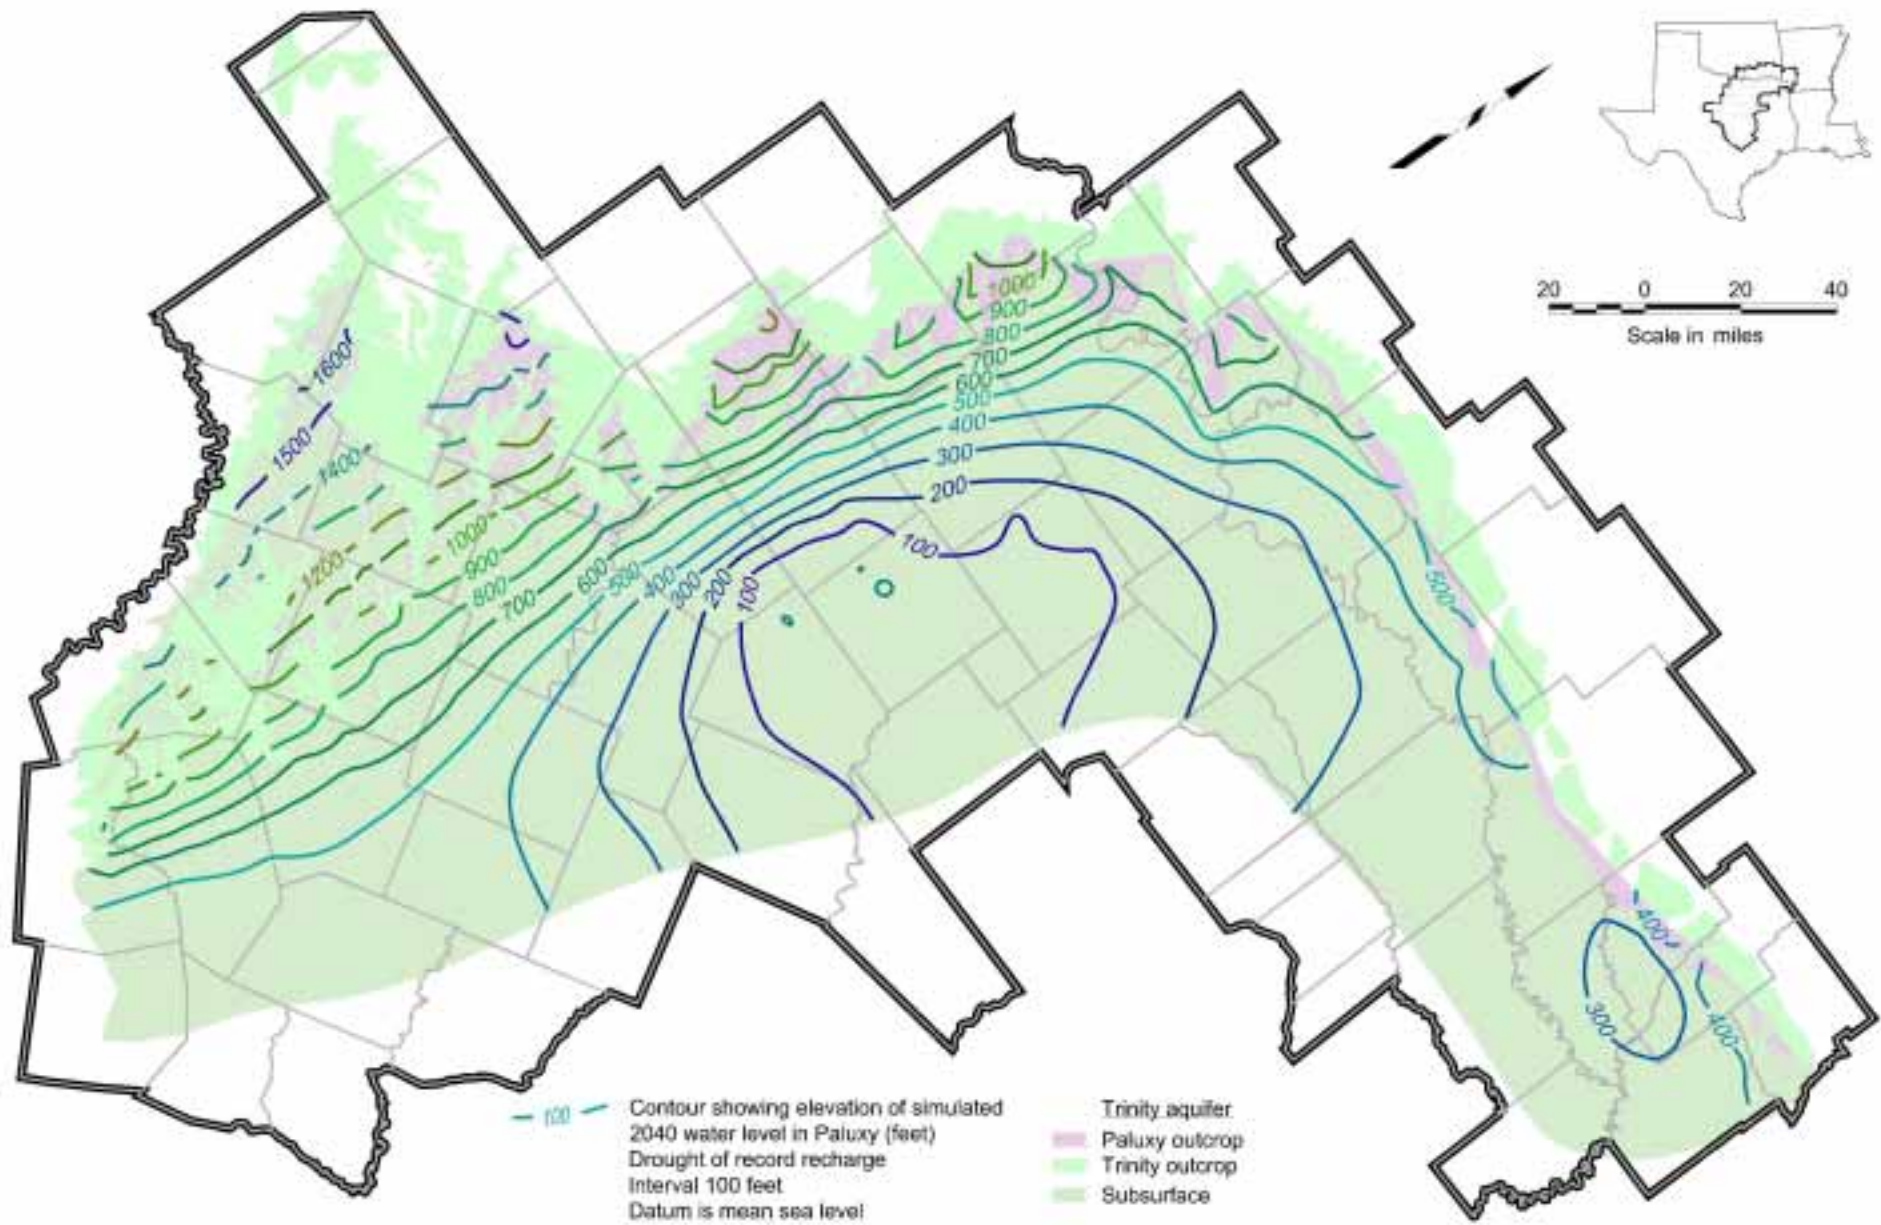 20 0 20 40
Scale in miles
1000
900
800
700
600
500
400
300
200
100
1600
1500
1400
1200
1000
900
800
700
600
500
400
300
200
100
500
400
300
400
100 Contour showing elevation of simulated
2040 water level in Paluxy (feet)
Drought of record recharge
Interval 100 feet
Datum is mean sea level
Trinity aquifer
Paluxy outcrop
Trinity outcrop
Subsurface